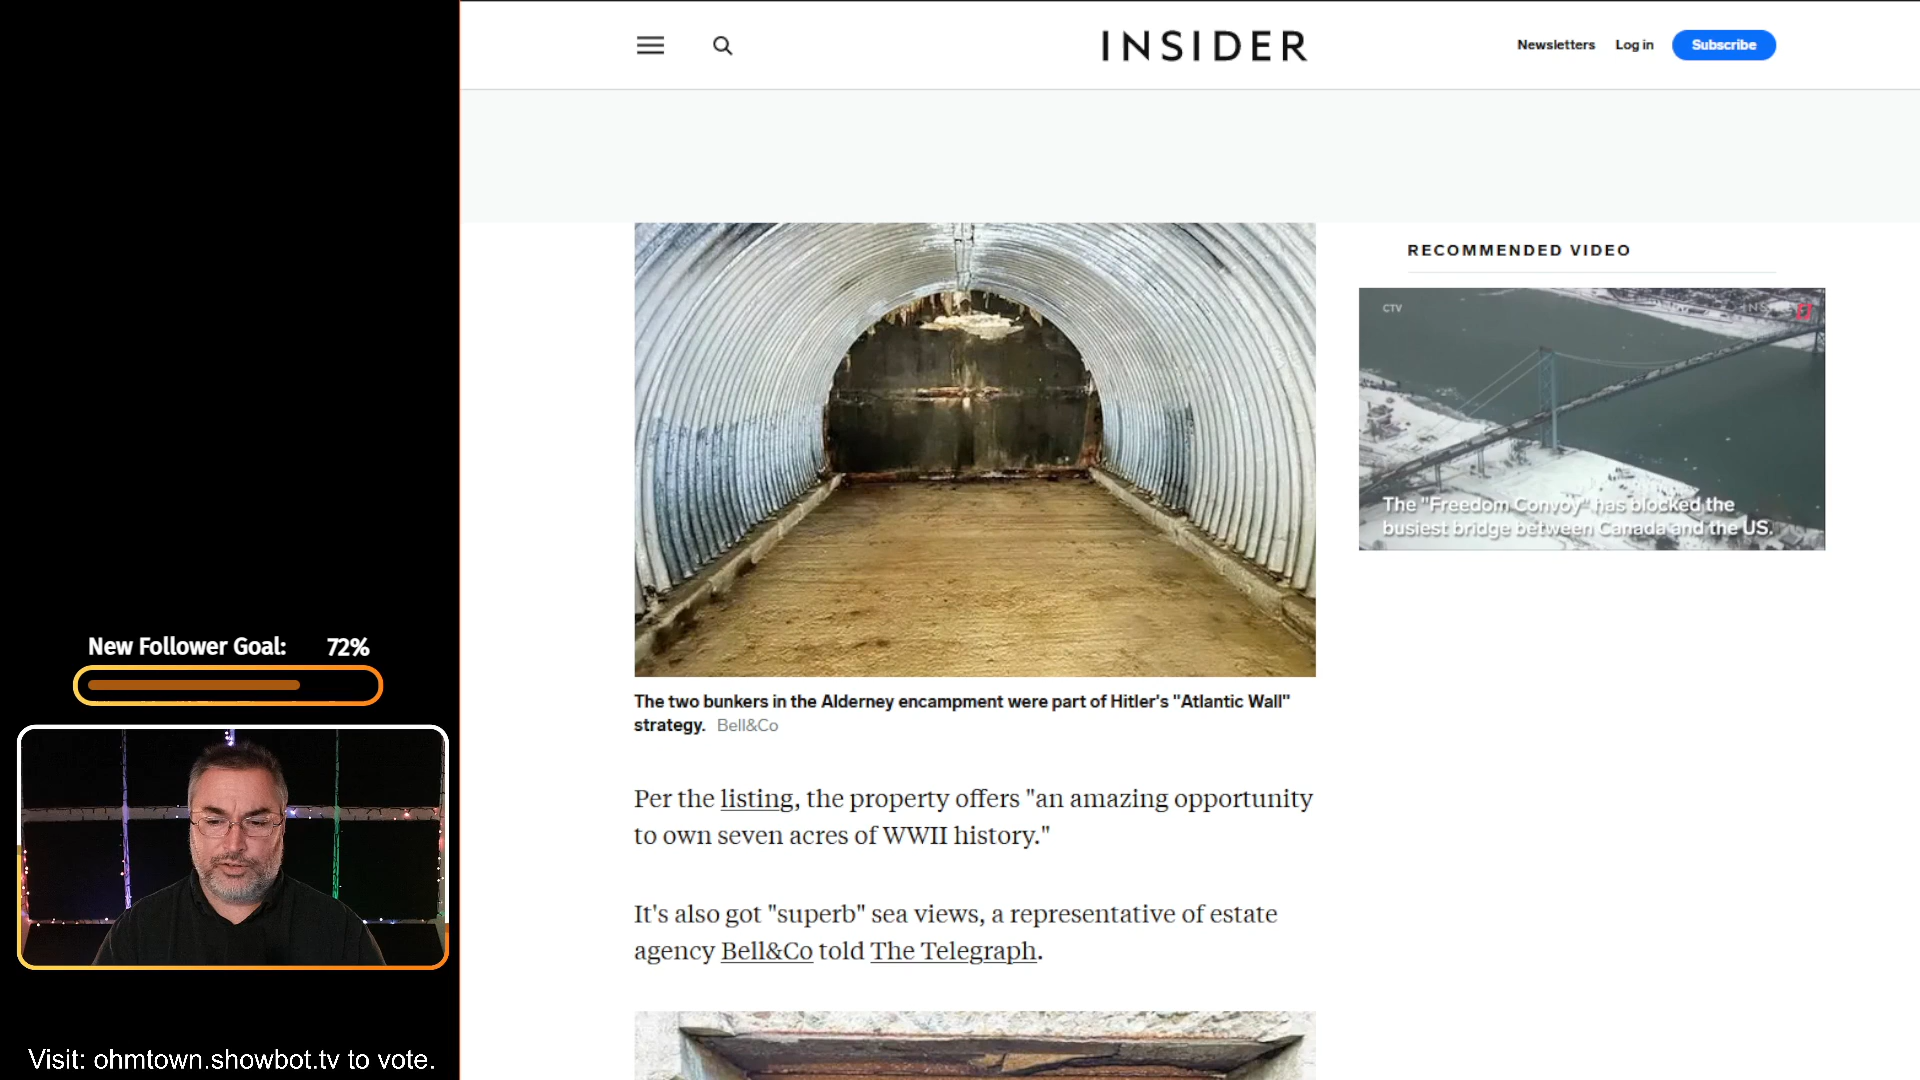 INSIDER
Newsletters
Log in
Subscribe
RECOMMENDED VIDEO
CTV
The "Freedom Convoy" has blocked the
busiest bridge between Canada and the US.
The two bunkers in the Alderney encampment were part of Hitler's "Atlantic Wall"
strategy. Bell&Co
Per the listing, the property offers "an amazing opportunity
to own seven acres of WWII history."
It's also got "superb" sea views, a representative of estate
agency Bell&Co told The Telegraph.
New Follower Goal: 72%
Visit: ohmtown.showbot.tv to vote.